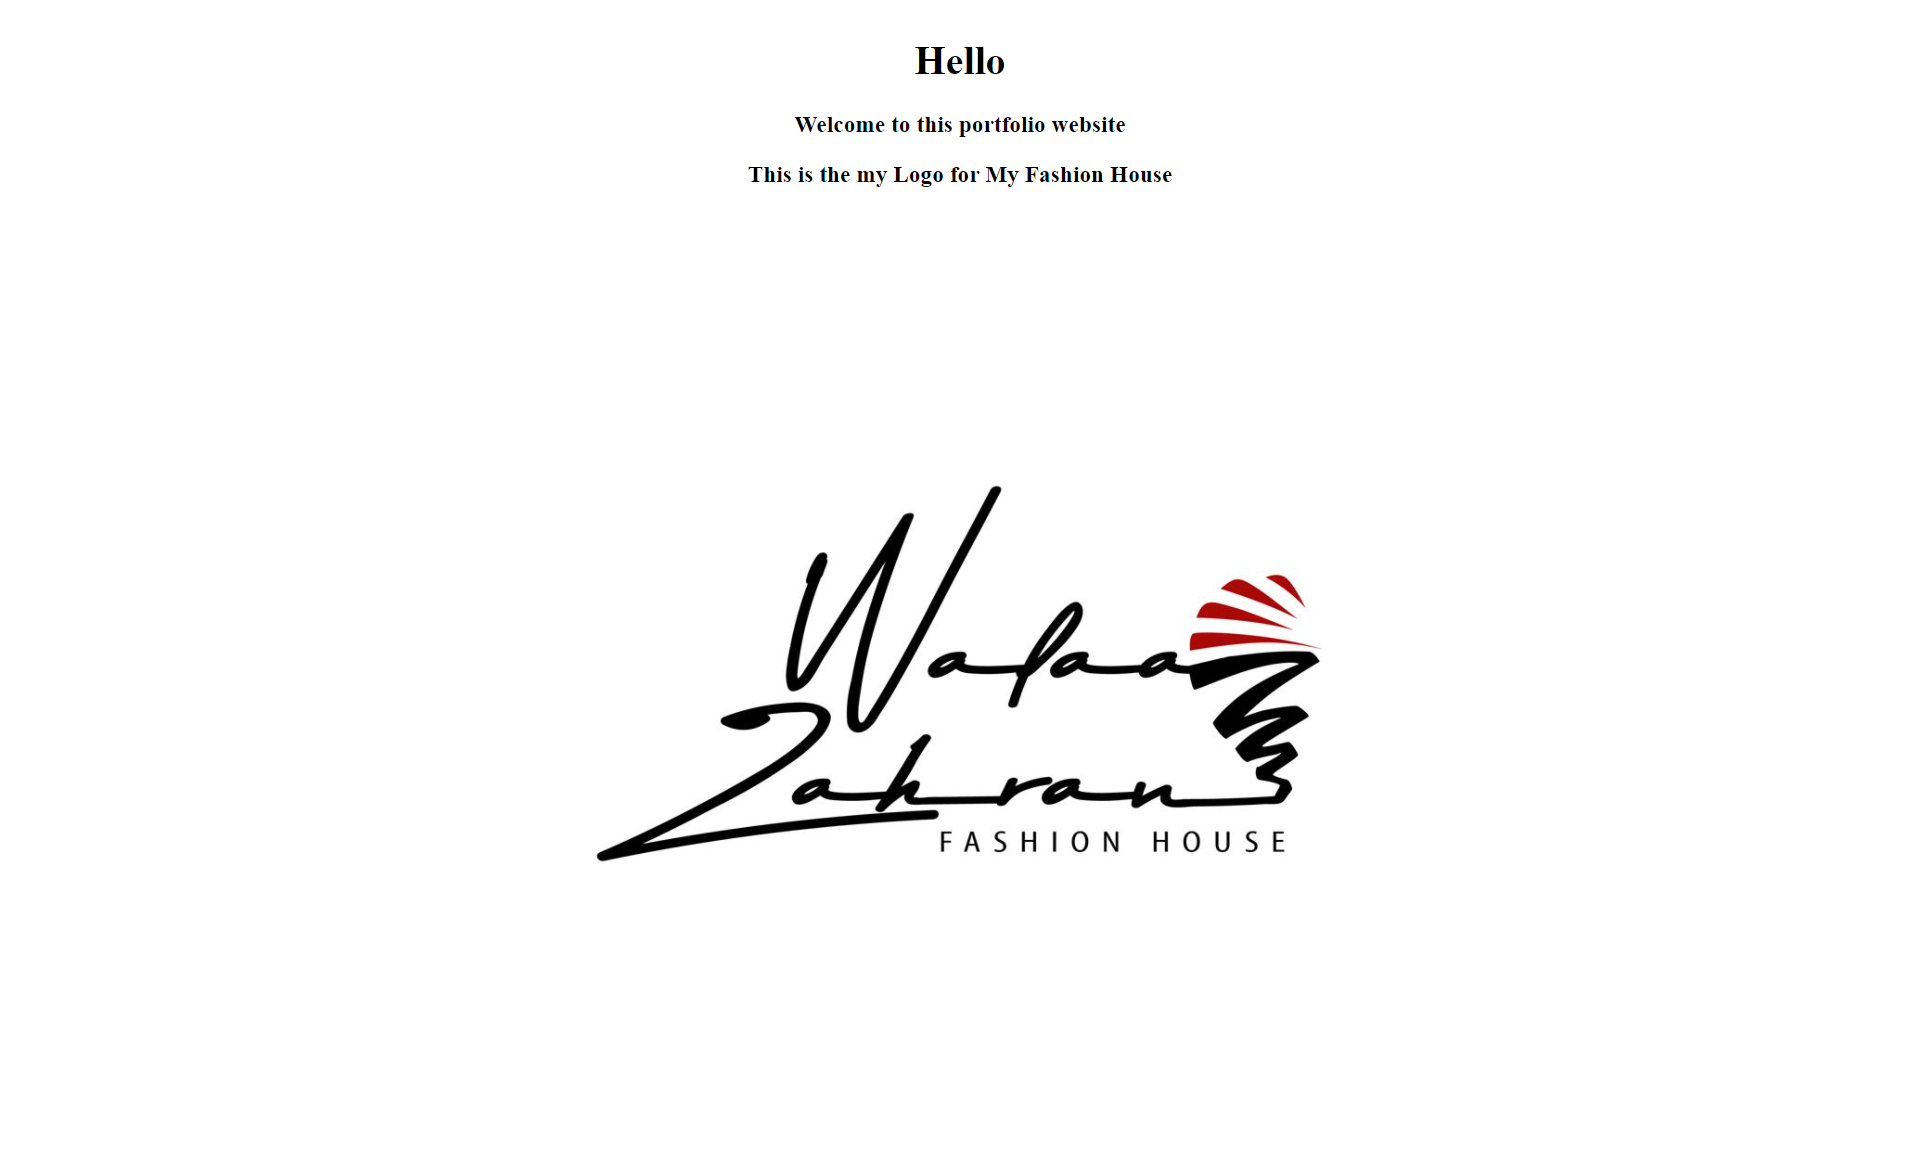 Hello
Welcome to this portfolio website
This is the my Logo for My Fashion House
Walaa
Zahran
FASHION HOUSE